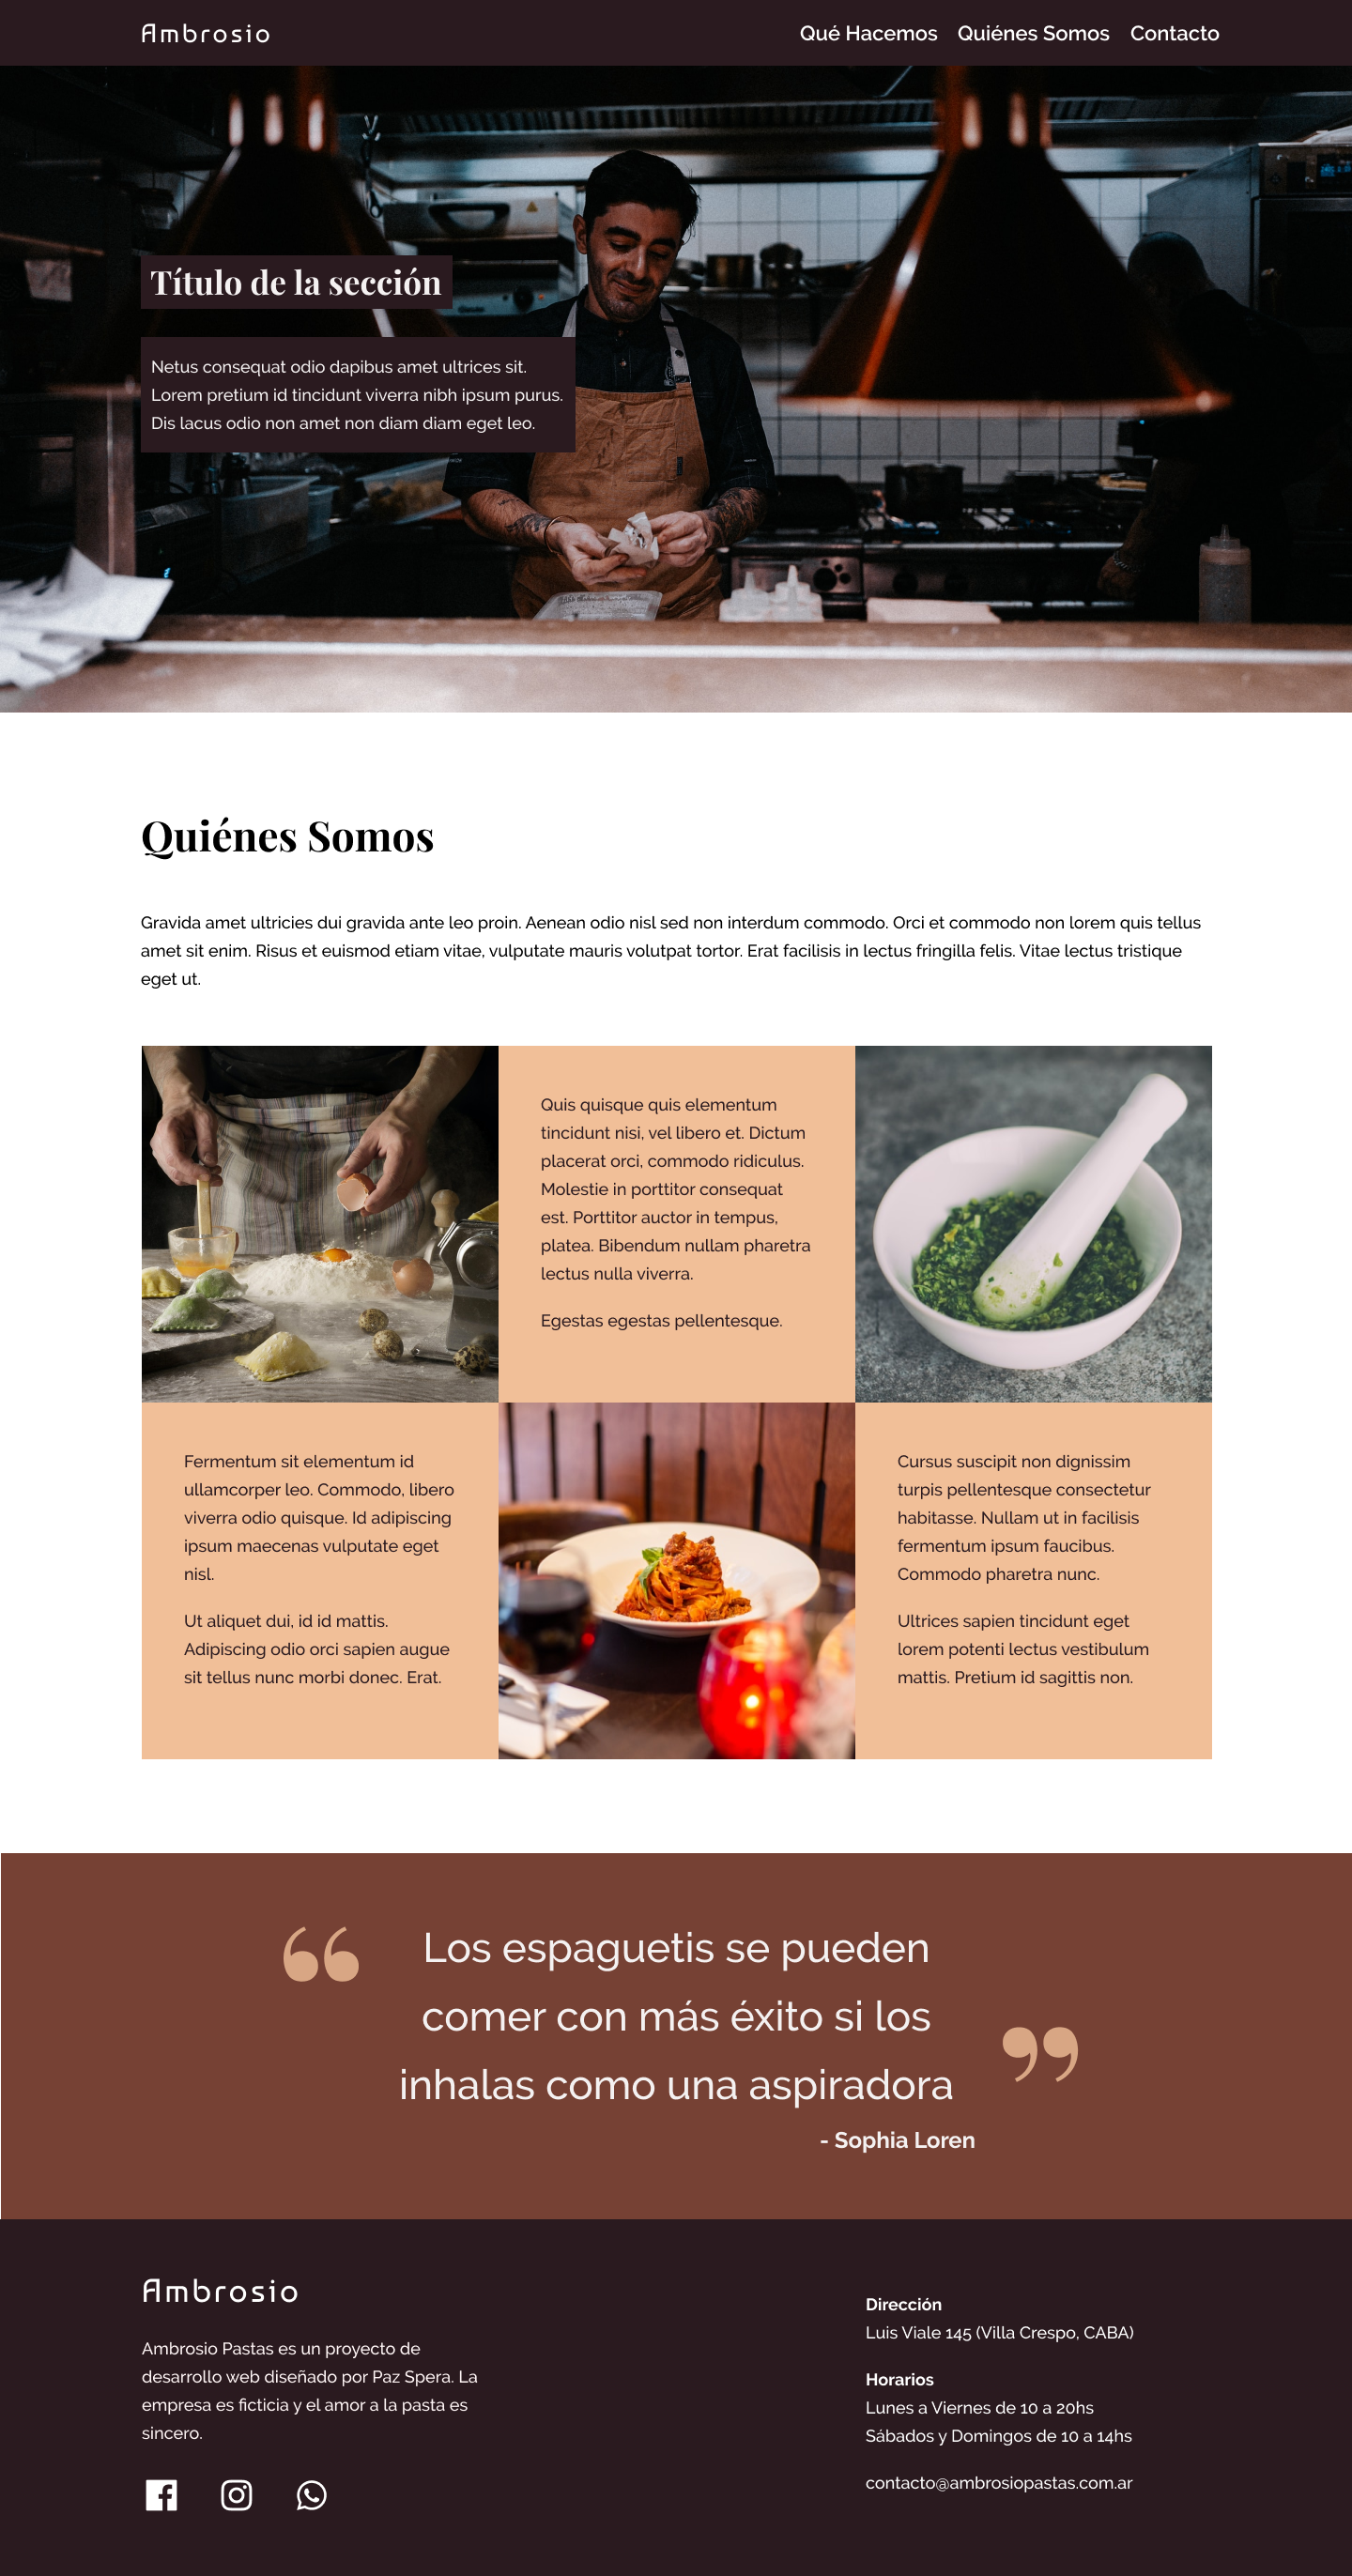 Ambrosio
Qué Hacemos Quiénes Somos Contacto
Título de la sección
Netus consequat odio dapibus amet ultrices sit.
Lorem pretium id tincidunt viverra nibh ipsum purus.
Dis lacus odio non amet non diam diam eget leo.
Quiénes Somos
Gravida amet ultricies dui gravida ante leo proin. Aenean odio nisl sed non interdum commodo. Orci et commodo non lorem quis tellus
amet sit enim. Risus et euismod etiam vitae, vulputate mauris volutpat tortor. Erat facilisis in lectus fringilla felis. Vitae lectus tristique
eget ut.
Quis quisque quis elementum
tincidunt nisi, vel libero et. Dictum
placerat orci, commodo ridiculus.
Molestie in porttitor consequat
est. Porttitor auctor in tempus,
platea. Bibendum nullam pharetra
lectus nulla viverra.
Egestas egestas pellentesque.
Fermentum sit elementum id
ullamcorper leo. Commodo, libero
viverra odio quisque. Id adipiscing
ipsum maecenas vulputate eget
nisl.
Ut aliquet dui, id id mattis.
Adipiscing odio orci sapien augue
sit tellus nunc morbi donec. Erat.
Cursus suscipit non dignissim
turpis pellentesque consectetur
habitasse. Nullam ut in facilisis
fermentum ipsum faucibus.
Commodo pharetra nunc.
Ultrices sapien tincidunt eget
lorem potenti lectus vestibulum
mattis. Pretium id sagittis non.
“ Los espaguetis se pueden
comer con más éxito si los
inhalas como una aspiradora ”
- Sophia Loren
Ambrosio
Ambrosio Pastas es un proyecto de
desarrollo web diseñado por Paz Spera. La
empresa es ficticia y el amor a la pasta es
sincero.
Dirección
Luis Viale 145 (Villa Crespo, CABA)
Horarios
Lunes a Viernes de 10 a 20hs
Sábados y Domingos de 10 a 14hs
contacto@ambrosiopastas.com.ar